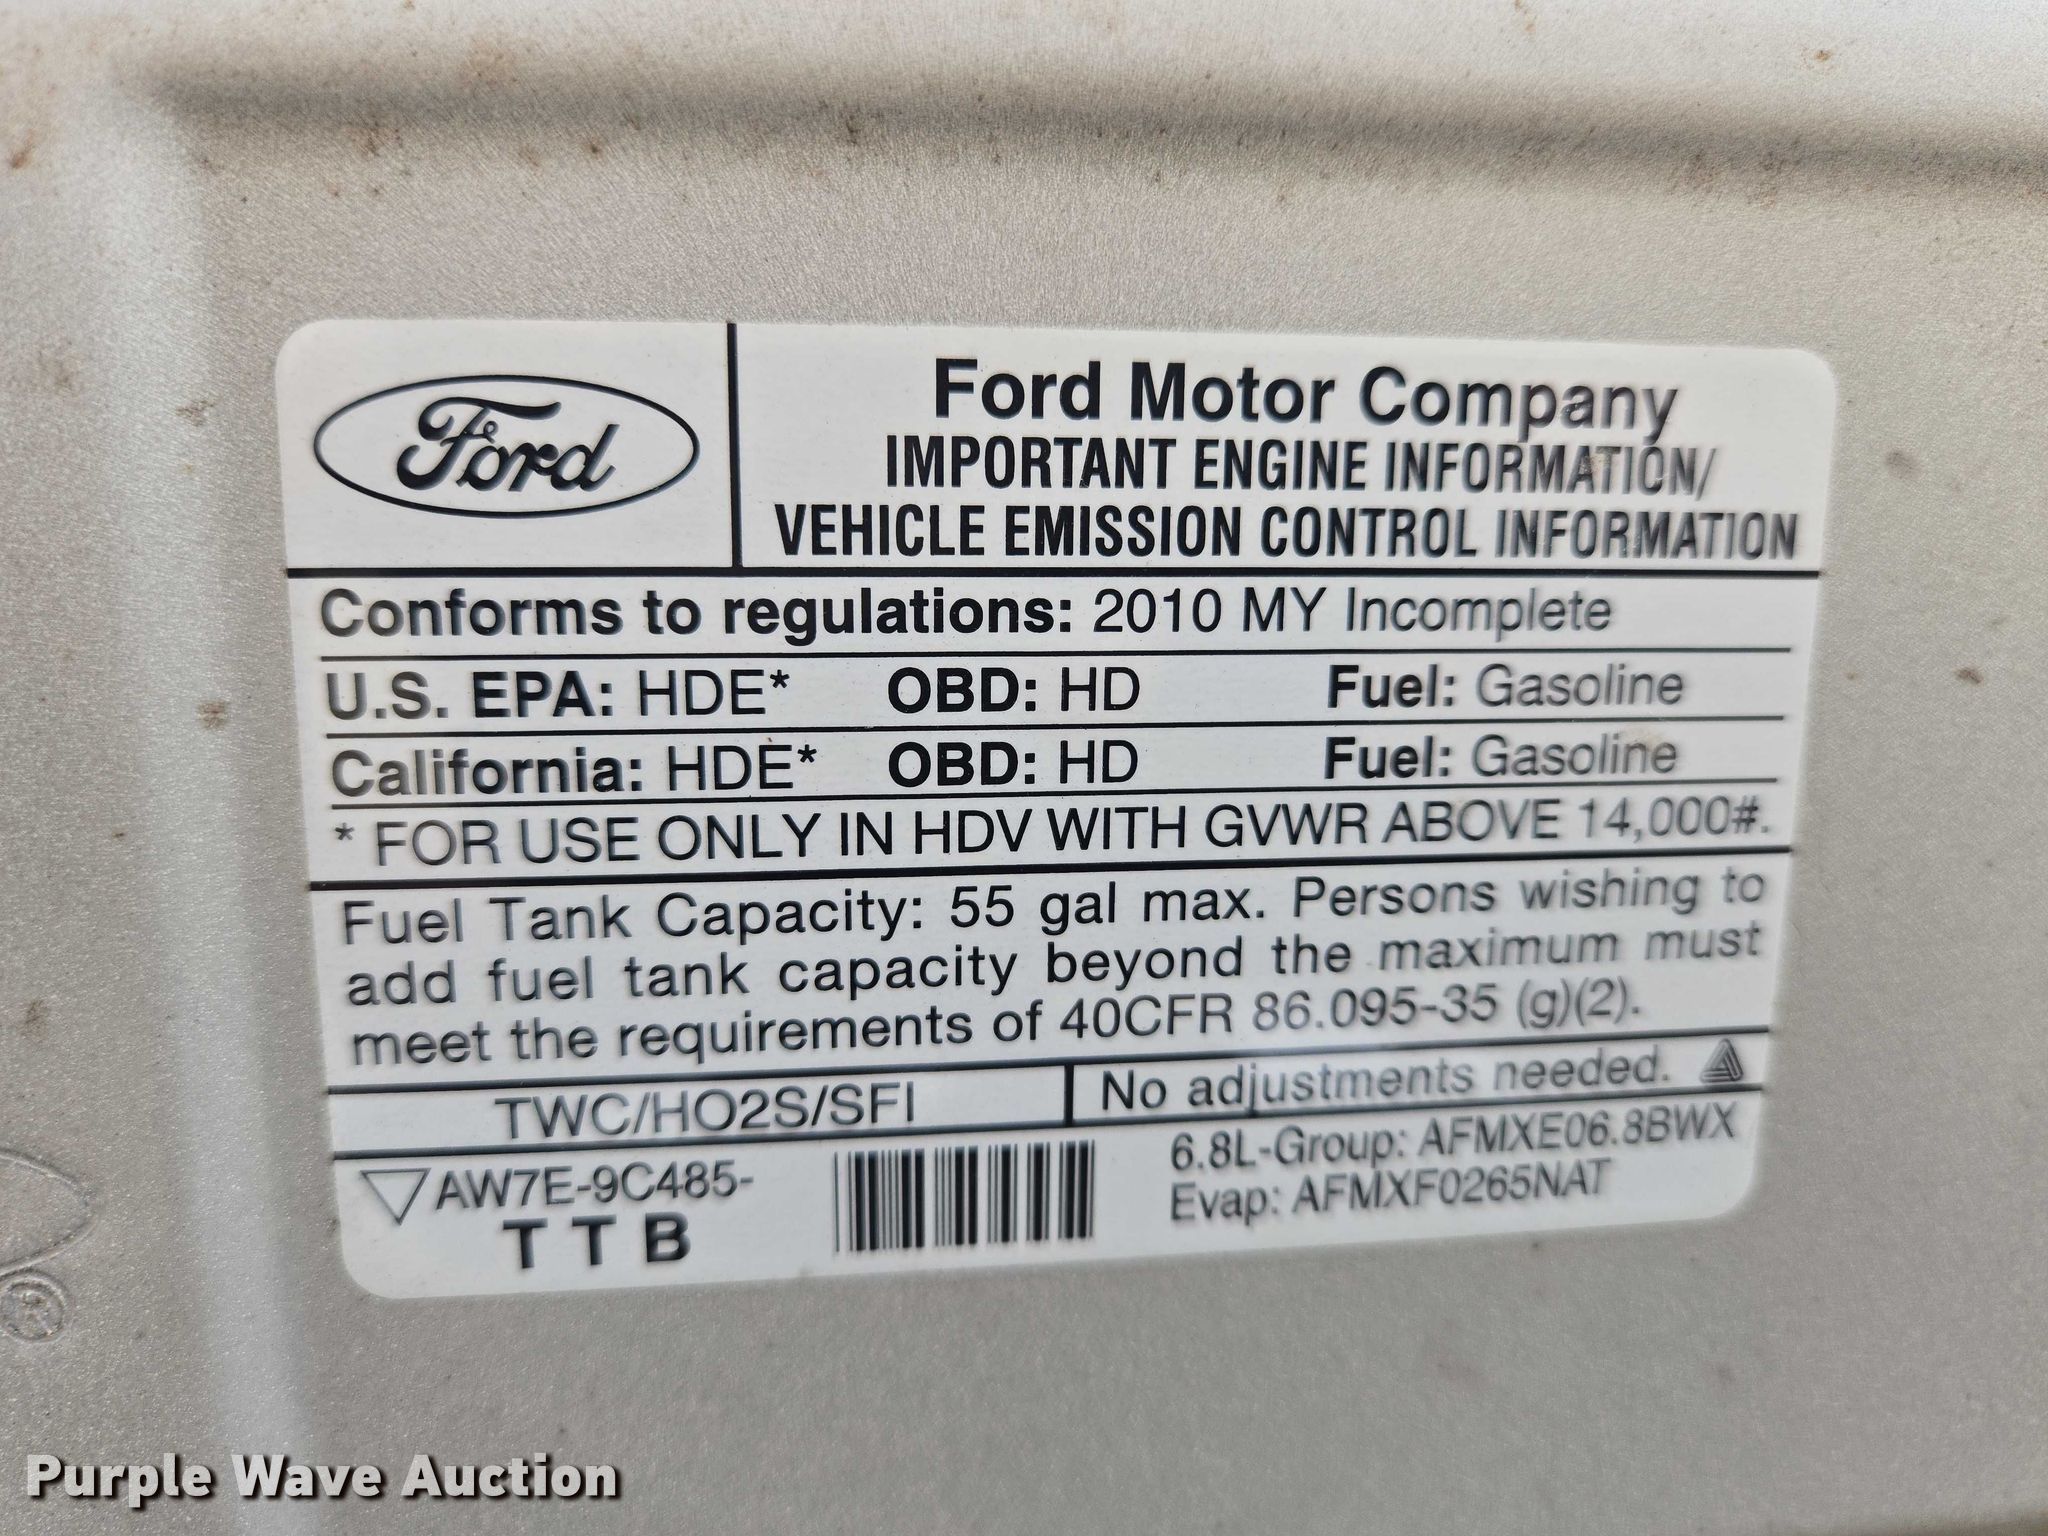 Ford
Ford Motor Company
IMPORTANT ENGINE INFORMATION/
VEHICLE EMISSION CONTROL INFORMATION
Conforms to regulations: 2010 MY Incomplete
U.S. EPA: HDE* OBD: HD Fuel: Gasoline
California: HDE* OBD: HD Fuel: Gasoline
* FOR USE ONLY IN HDV WITH GVWR ABOVE 14,000#.
Fuel Tank Capacity: 55 gal max. Persons wishing to
add fuel tank capacity beyond the maximum must
meet the requirements of 40CFR 86.095-35 (g)(2).
TWC/HO2S/SFI
No adjustments needed.
AW7E-9C485-
T T B
6.8L-Group: AFMXE06.8BWX
Evap: AFMXF0265NAT
®
Purple Wave Auction